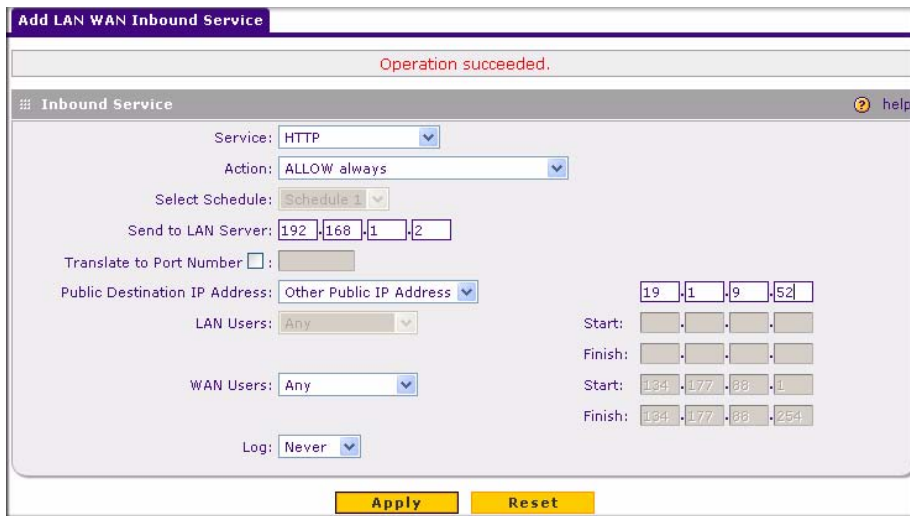 Add LAN WAN Inbound Service
Operation succeeded.
Inbound Service
help
Service: HTTP
Action: ALLOW always
Select Schedule: Schedule 1
Send to LAN Server: 192 . 168 . 1 . 2
Translate to Port Number :
Public Destination IP Address: Other Public IP Address 19 . 1 . 9 . 52
LAN Users: Any Start: . . .
Finish: . . .
WAN Users: Any Start: 134 . 177 . 88 . 1
Finish: 134 . 177 . 88 . 254
Log: Never
Apply Reset